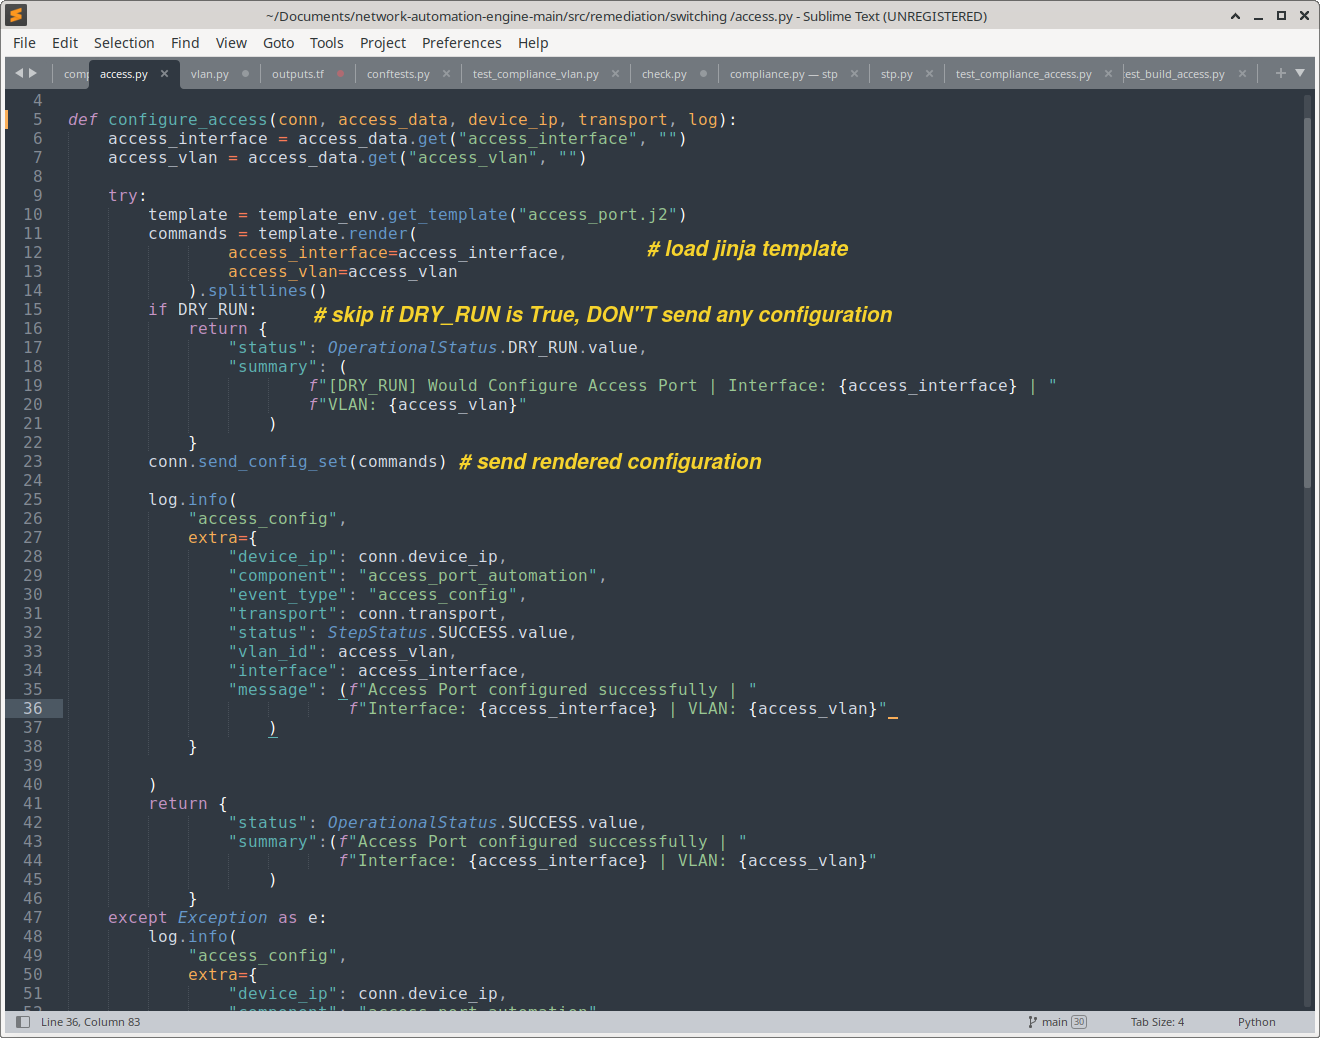 ~/Documents/network-automation-engine-main/src/remediation/switching /access.py - Sublime Text (UNREGISTERED)
File Edit Selection Find View Goto Tools Project Preferences Help
comp access.py vlan.py outputs.tf conftests.py test_compliance_vlan.py check.py compliance.py — stp stp.py test_compliance_access.py est_build_access.py
4
5 def configure_access(conn, access_data, device_ip, transport, log):
6 access_interface = access_data.get("access_interface", "")
7 access_vlan = access_data.get("access_vlan", "")
8
9 try:
10 template = template_env.get_template("access_port.j2")
11 commands = template.render(
12 access_interface=access_interface, # load jinja template
13 access_vlan=access_vlan
14 ).splitlines()
15 if DRY_RUN: # skip if DRY_RUN is True, DON"T send any configuration
16 return {
17 "status": OperationalStatus.DRY_RUN.value,
18 "summary": (
19 f"[DRY_RUN] Would Configure Access Port | Interface: {access_interface} | "
20 f"VLAN: {access_vlan}"
21 )
22 }
23 conn.send_config_set(commands) # send rendered configuration
24
25 log.info(
26 "access_config",
27 extra={
28 "device_ip": conn.device_ip,
29 "component": "access_port_automation",
30 "event_type": "access_config",
31 "transport": conn.transport,
32 "status": StepStatus.SUCCESS.value,
33 "vlan_id": access_vlan,
34 "interface": access_interface,
35 "message": (f"Access Port configured successfully | "
36 f"Interface: {access_interface} | VLAN: {access_vlan}"
37 )
38 }
39
40 )
41 return {
42 "status": OperationalStatus.SUCCESS.value,
43 "summary":(f"Access Port configured successfully | "
44 f"Interface: {access_interface} | VLAN: {access_vlan}"
45 )
46 }
47 except Exception as e:
48 log.info(
49 "access_config",
50 extra={
51 "device_ip": conn.device_ip,
52 "component": "access_port_automation"
Line 36, Column 83 main 30 Tab Size: 4 Python